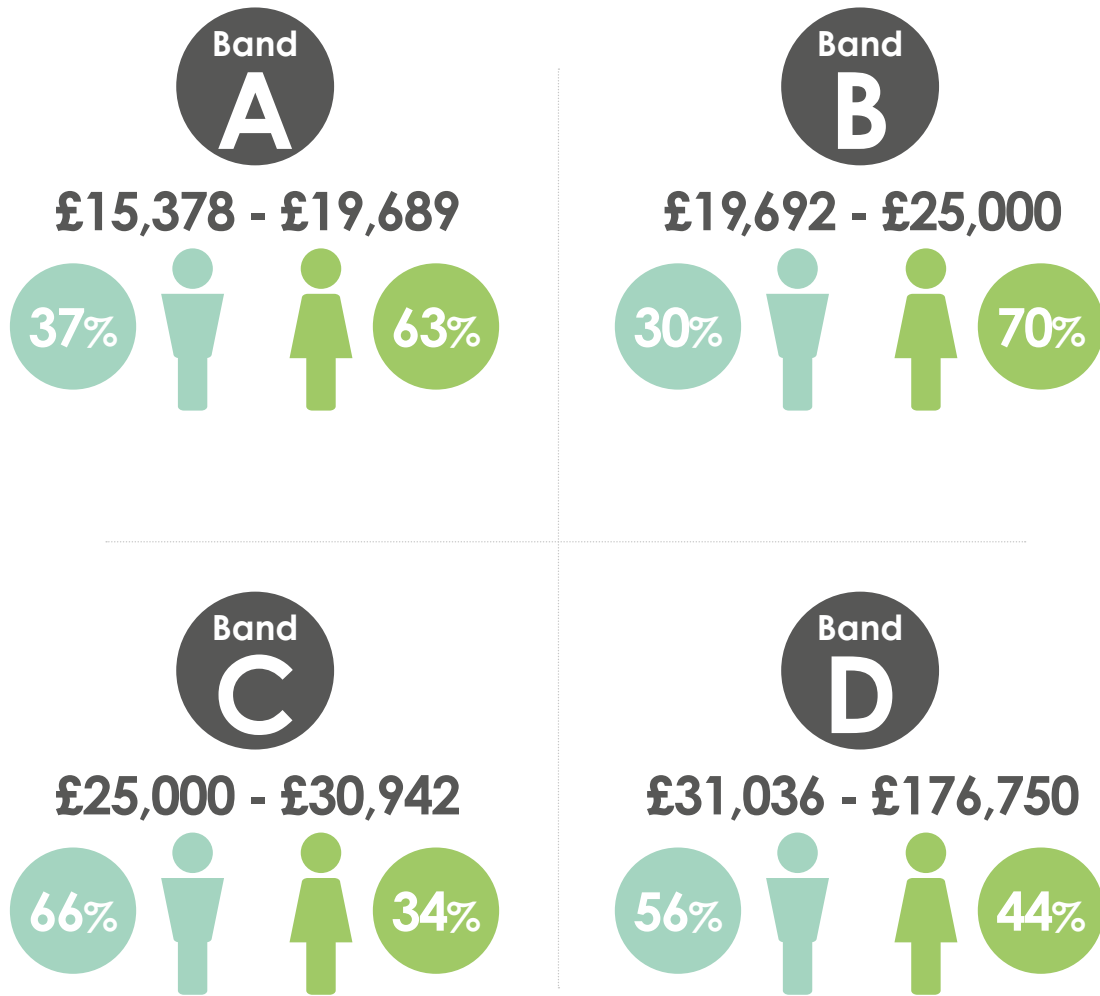 Band
A
£15,378 - £19,689
37%
63%
Band
B
£19,692 - £25,000
30%
70%
Band
C
£25,000 - £30,942
66%
34%
Band
D
£31,036 - £176,750
56%
44%